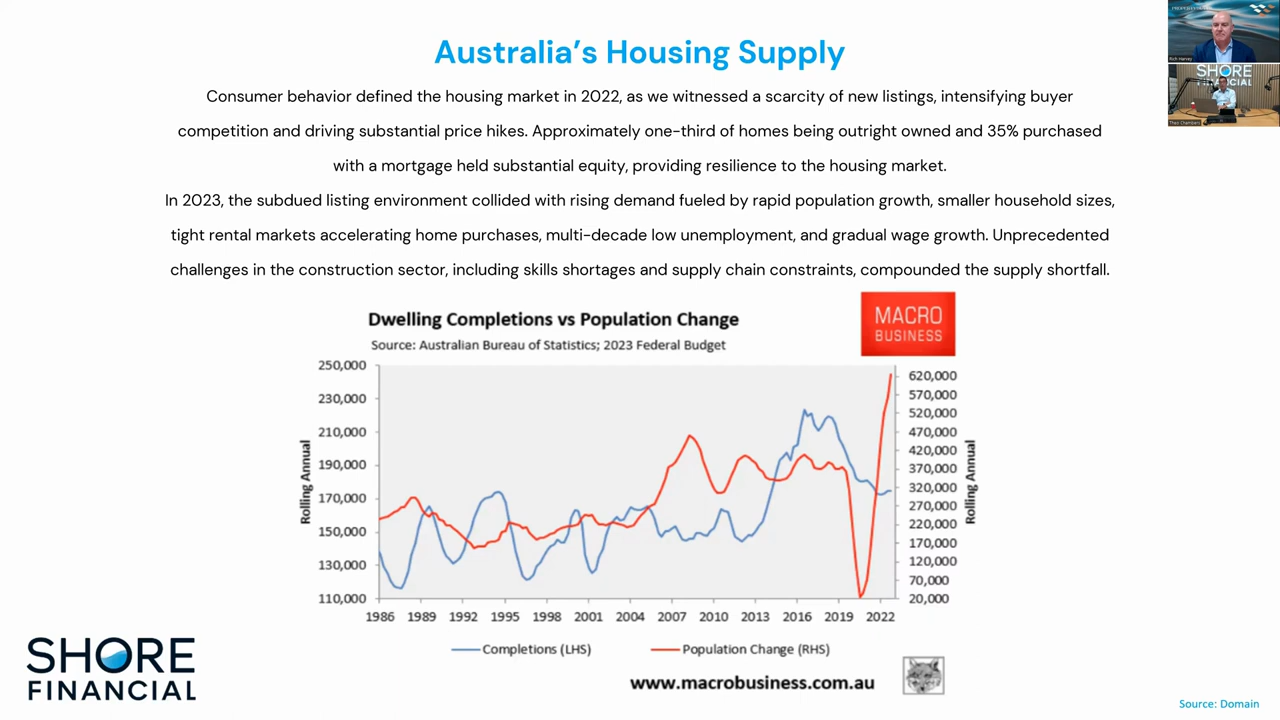 Australia's Housing Supply
Consumer behavior defined the housing market in 2022, as we witnessed a scarcity of new listings, intensifying buyer
competition and driving substantial price hikes. Approximately one-third of homes being outright owned and 35% purchased
with a mortgage held substantial equity, providing resilience to the housing market.
In 2023, the subdued listing environment collided with rising demand fueled by rapid population growth, smaller household sizes,
tight rental markets accelerating home purchases, multi-decade low unemployment, and gradual wage growth. Unprecedented
challenges in the construction sector, including skills shortages and supply chain constraints, compounded the supply shortfall.
Rich Harvey
SHORE
FINANCIAL
Theo Chambers
Dwelling Completions vs Population Change
Source: Australian Bureau of Statistics; 2023 Federal Budget
MACRO
BUSINESS
Rolling Annual
250,000
230,000
210,000
190,000
170,000
150,000
130,000
110,000
620,000
570,000
520,000
470,000
420,000
370,000
320,000
270,000
220,000
170,000
120,000
70,000
20,000
Rolling Annual
1986 1989 1992 1995 1998 2001 2004 2007 2010 2013 2016 2019 2022
Completions (LHS) Population Change (RHS)
www.macrobusiness.com.au
SHORE
FINANCIAL
Source: Domain